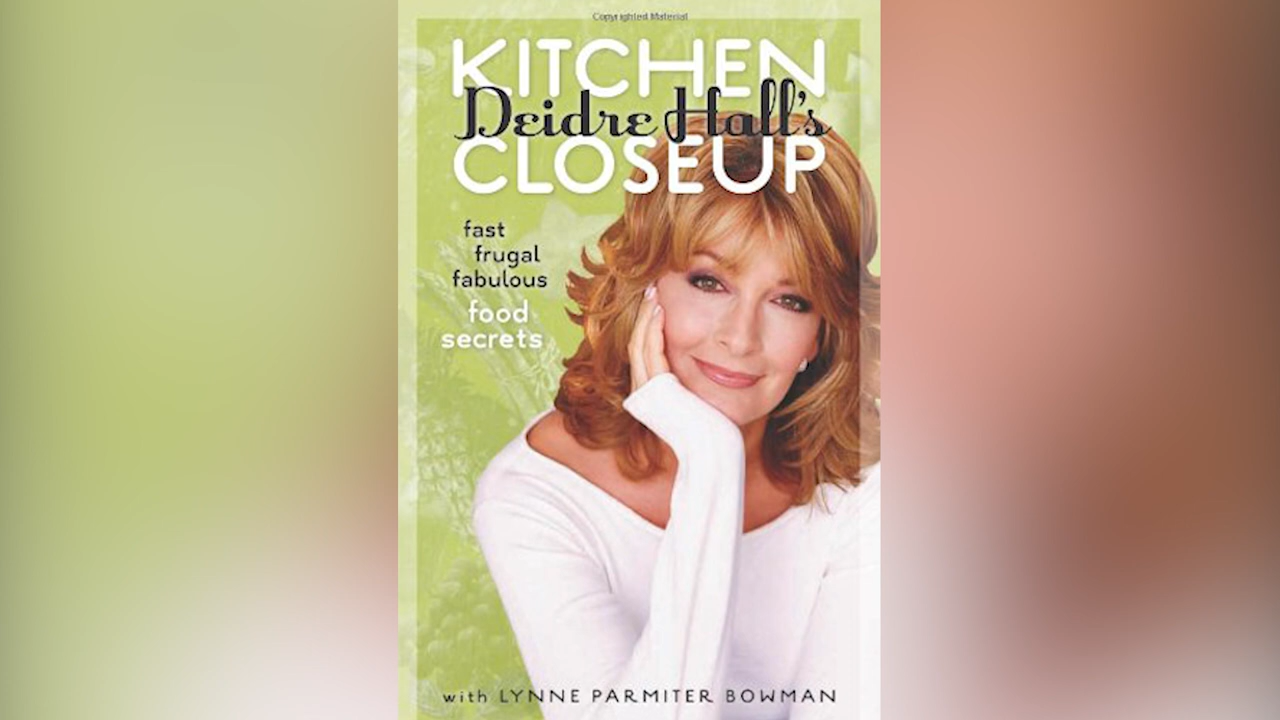 Copyrighted Material
KITCHEN
Deidre Hall's
CLOSEUP
fast
frugal
fabulous
food
secrets
with LYNNE PARMITER BOWMAN